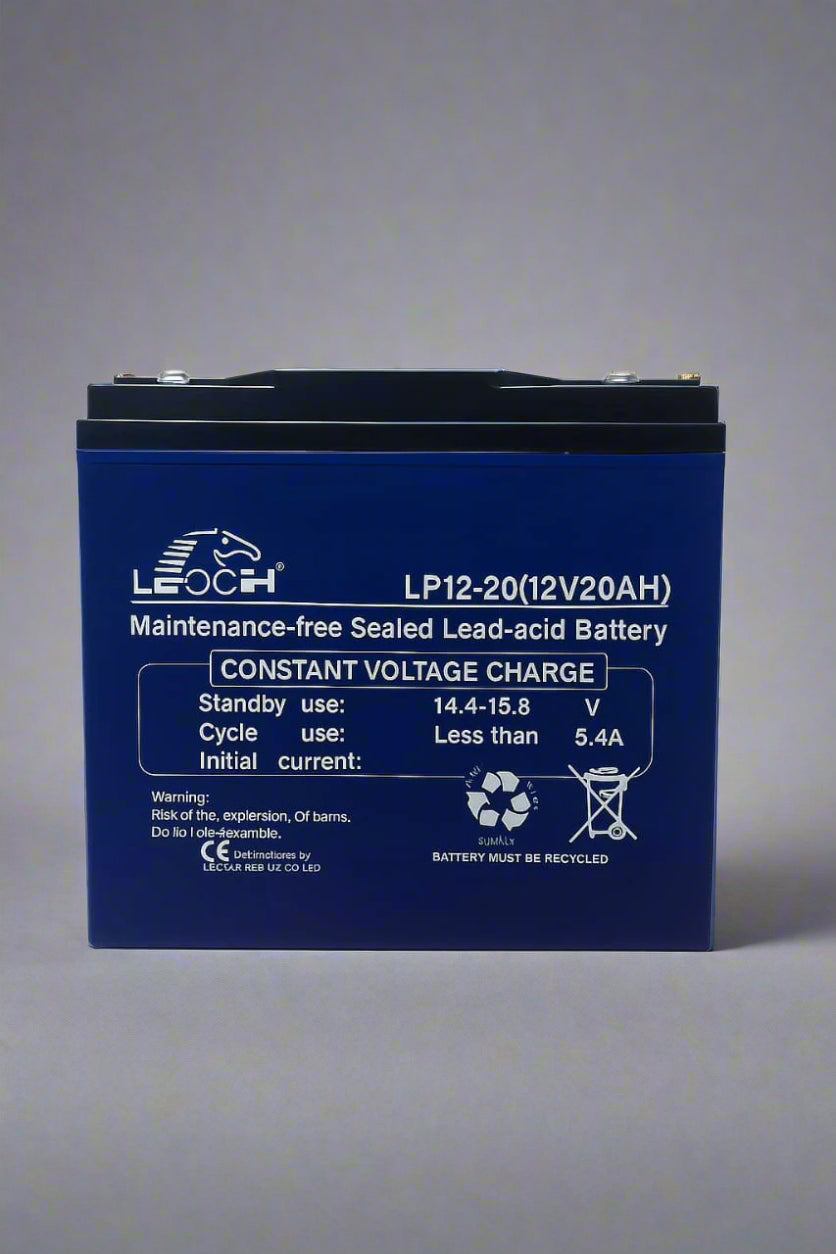 LEOCH®
LP12-20(12V20AH)
Maintenance-free Sealed Lead-acid Battery
CONSTANT VOLTAGE CHARGE
Standby use: 14.4-15.8 V
Cycle use: Less than 5.4A
Initial current:
Warning:
Risk of the, explersion, Of barns.
Do lio l ole-
CE Detirnctiores by
LECTAR REB UZ CO LED
SUMALY
BATTERY MUST BE RECYCLED